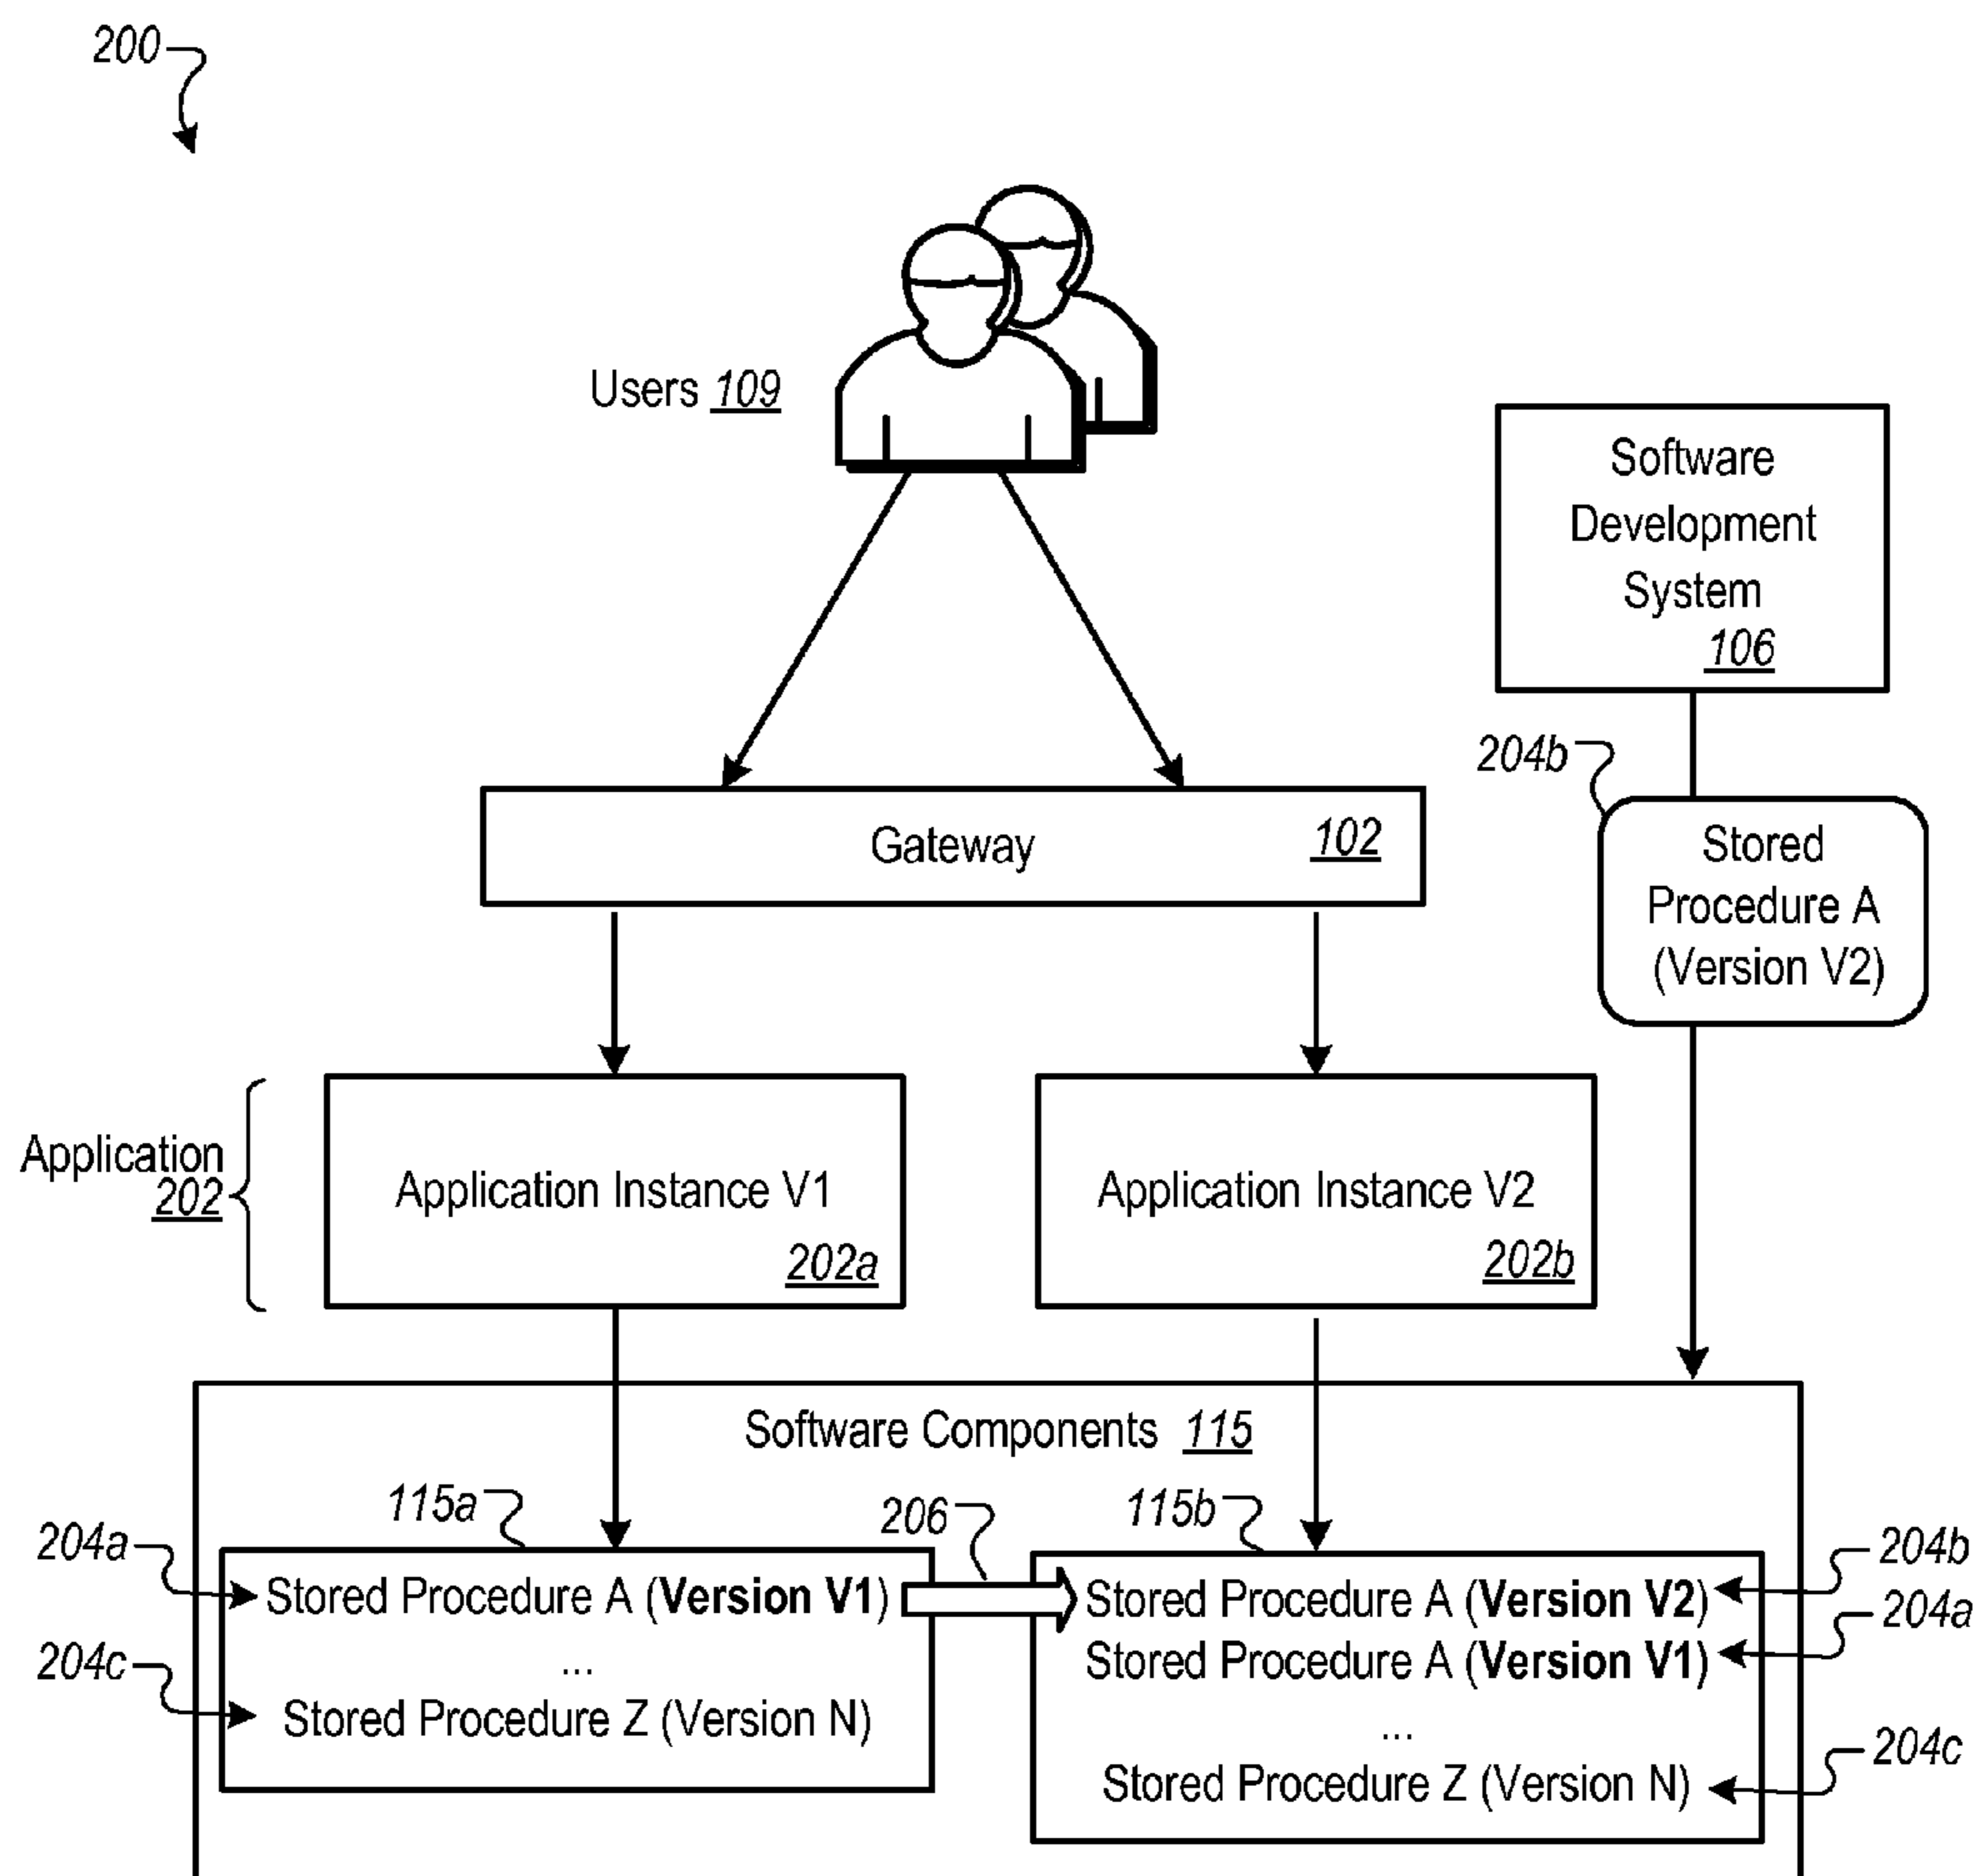 200
Users 109
Software
Development
System
106
204b
Stored
Procedure A
(Version V2)
Gateway 102
Application
202
Application Instance V1
202a
Application Instance V2
202b
Software Components 115
115a
206
115b
204a
Stored Procedure A (Version V1)
...
204c
Stored Procedure Z (Version N)
Stored Procedure A (Version V2)
204b
Stored Procedure A (Version V1)
204a
...
Stored Procedure Z (Version N)
204c